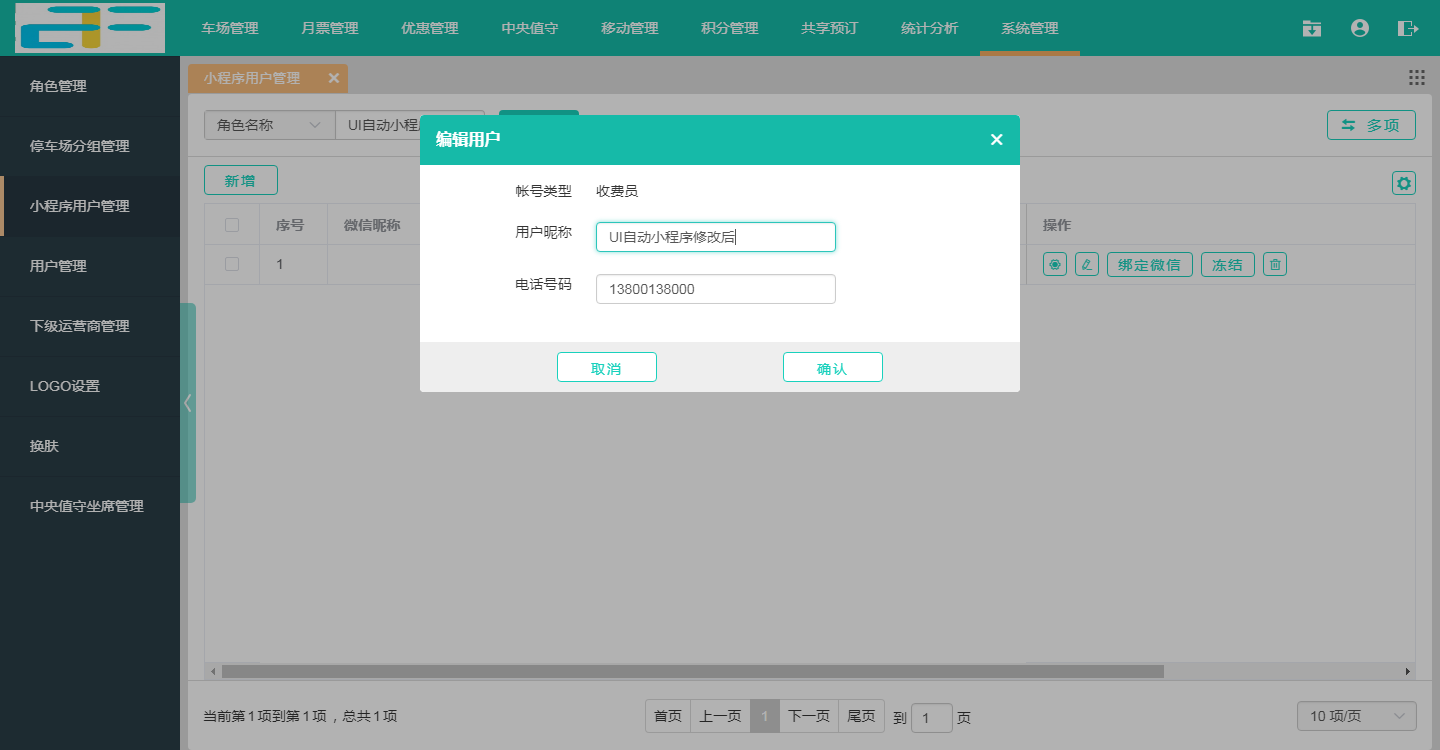 车场管理 月票管理 优惠管理 中央值守 移动管理 积分管理 共享预订 统计分析 系统管理
角色管理
停车场分组管理
小程序用户管理
用户管理
下级运营商管理
LOGO设置
换肤
中央值守坐席管理
小程序用户管理
角色名称 UI自动小程 多项
新增
序号 微信昵称 操作
1 绑定微信 冻结
编辑用户
帐号类型 收费员
用户昵称 UI自动小程序修改后
电话号码 13800138000
取消 确认
当前第1项到第1项，总共1项 首页 上一页 1 下一页 尾页 到 1 页 10 项/页